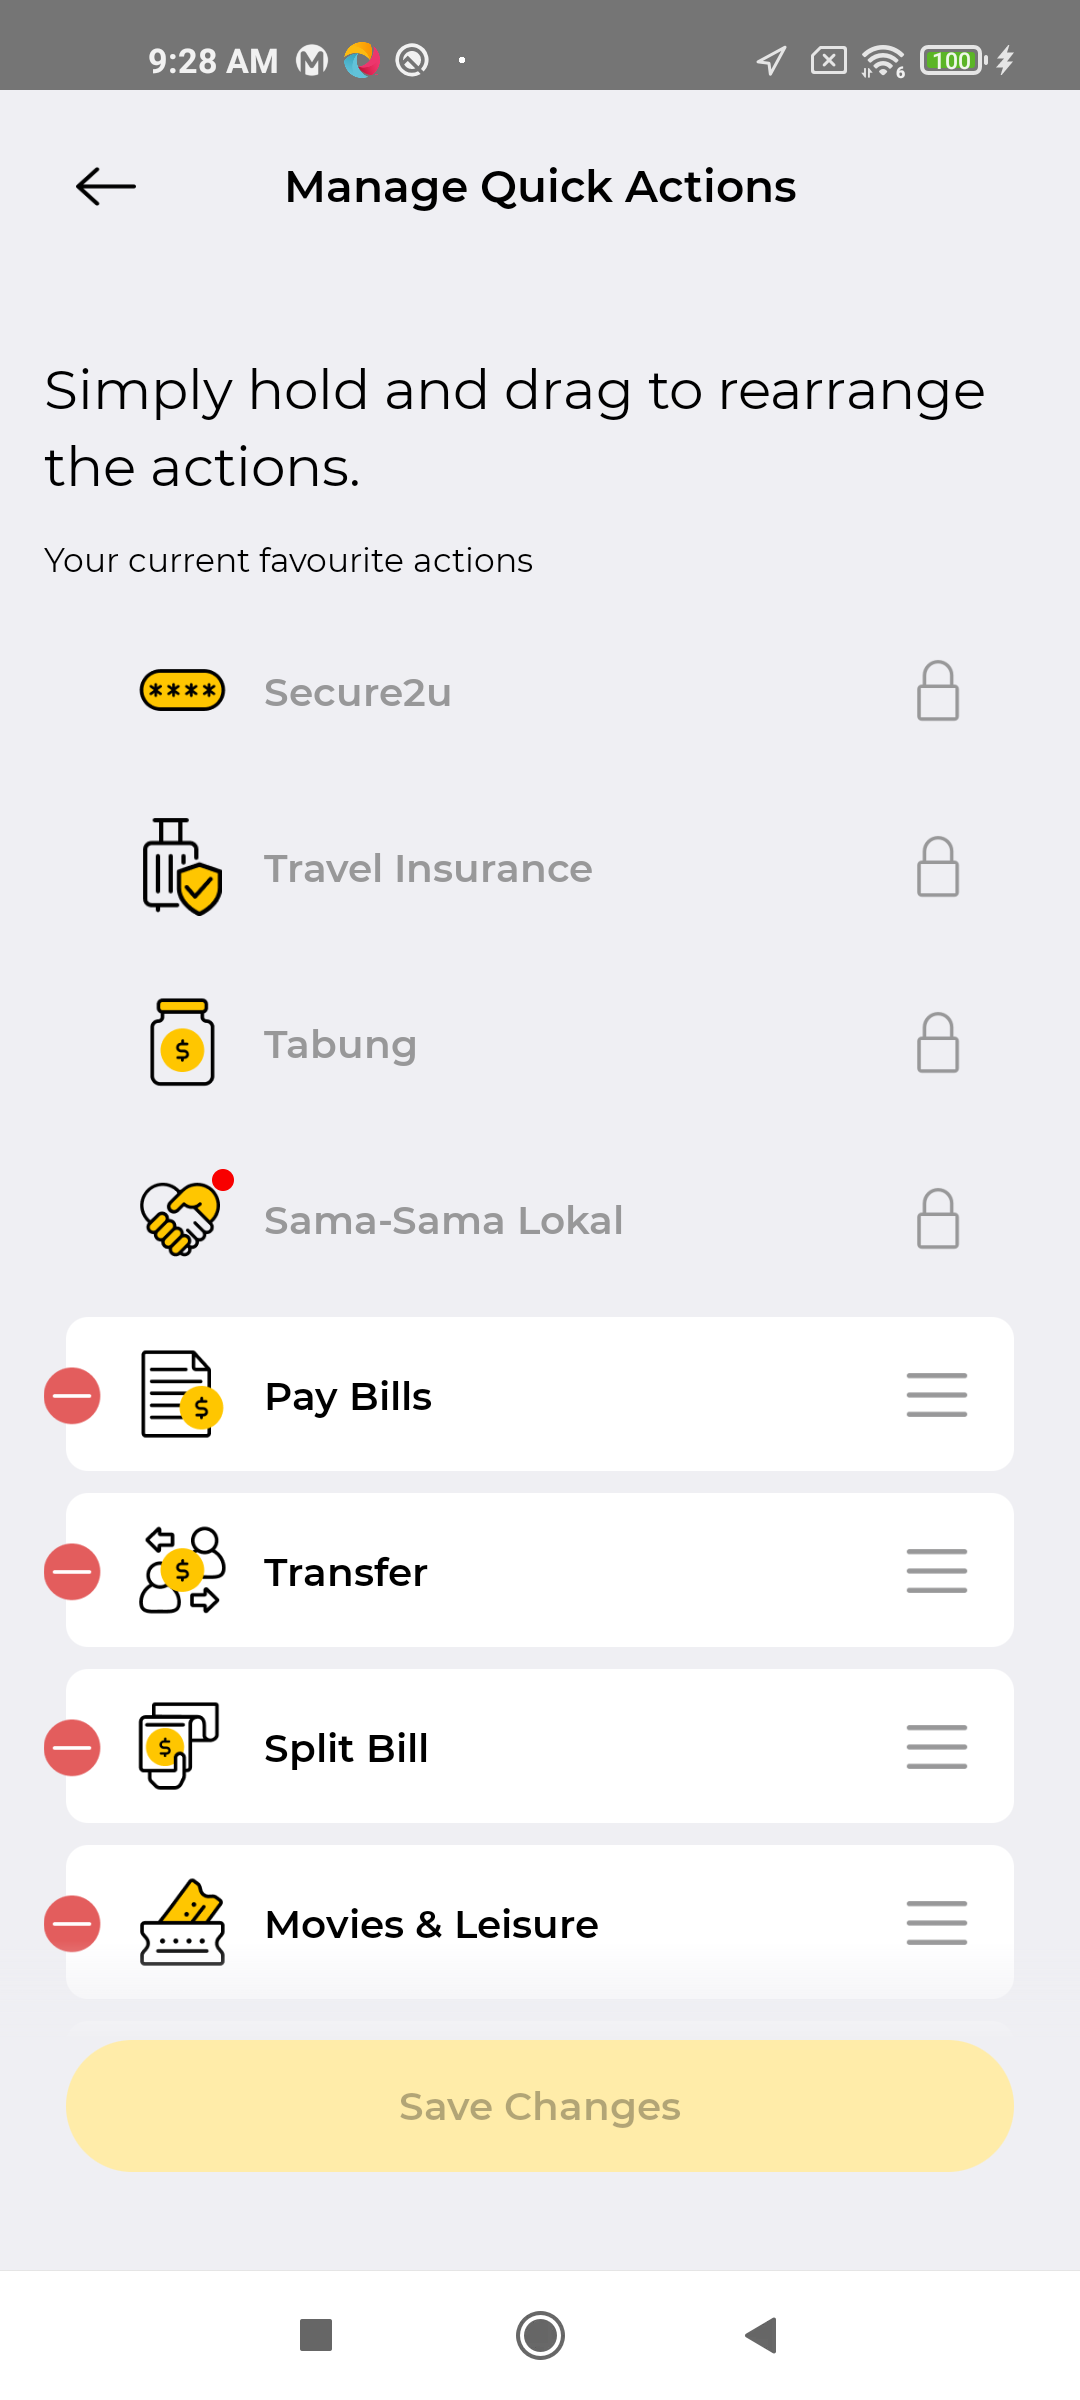 9:28 AM
6
100
Manage Quick Actions
Simply hold and drag to rearrange
the actions.
Your current favourite actions
****
Secure2u
Travel Insurance
$
Tabung
Sama-Sama Lokal
$
Pay Bills
$
Transfer
$
Split Bill
Movies & Leisure
Save Changes